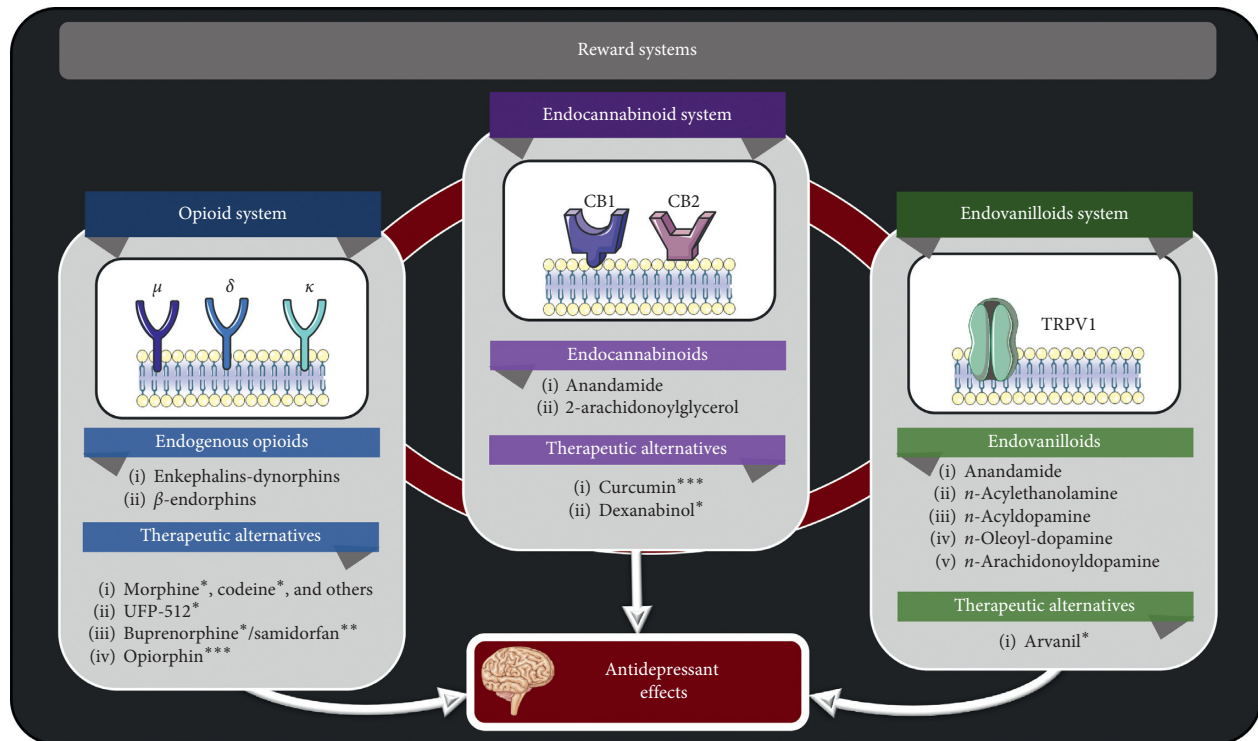 Reward systems
Opioid system
μ
δ
κ
Endogenous opioids
(i) Enkephalins-dynorphins
(ii) β-endorphins
Therapeutic alternatives
(i) Morphine*, codeine*, and others
(ii) UFP-512*
(iii) Buprenorphine*/samidorfan**
(iv) Opiorphin***
Endocannabinoid system
CB1
CB2
Endocannabinoids
(i) Anandamide
(ii) 2-arachidonoylglycerol
Therapeutic alternatives
(i) Curcumin***
(ii) Dexanabinol*
Endovanilloids system
TRPV1
Endovanilloids
(i) Anandamide
(ii) n-Acylethanolamine
(iii) n-Acyldopamine
(iv) n-Oleoyl-dopamine
(v) n-Arachidonoyldopamine
Therapeutic alternatives
(i) Arvanil*
Antidepressant
effects